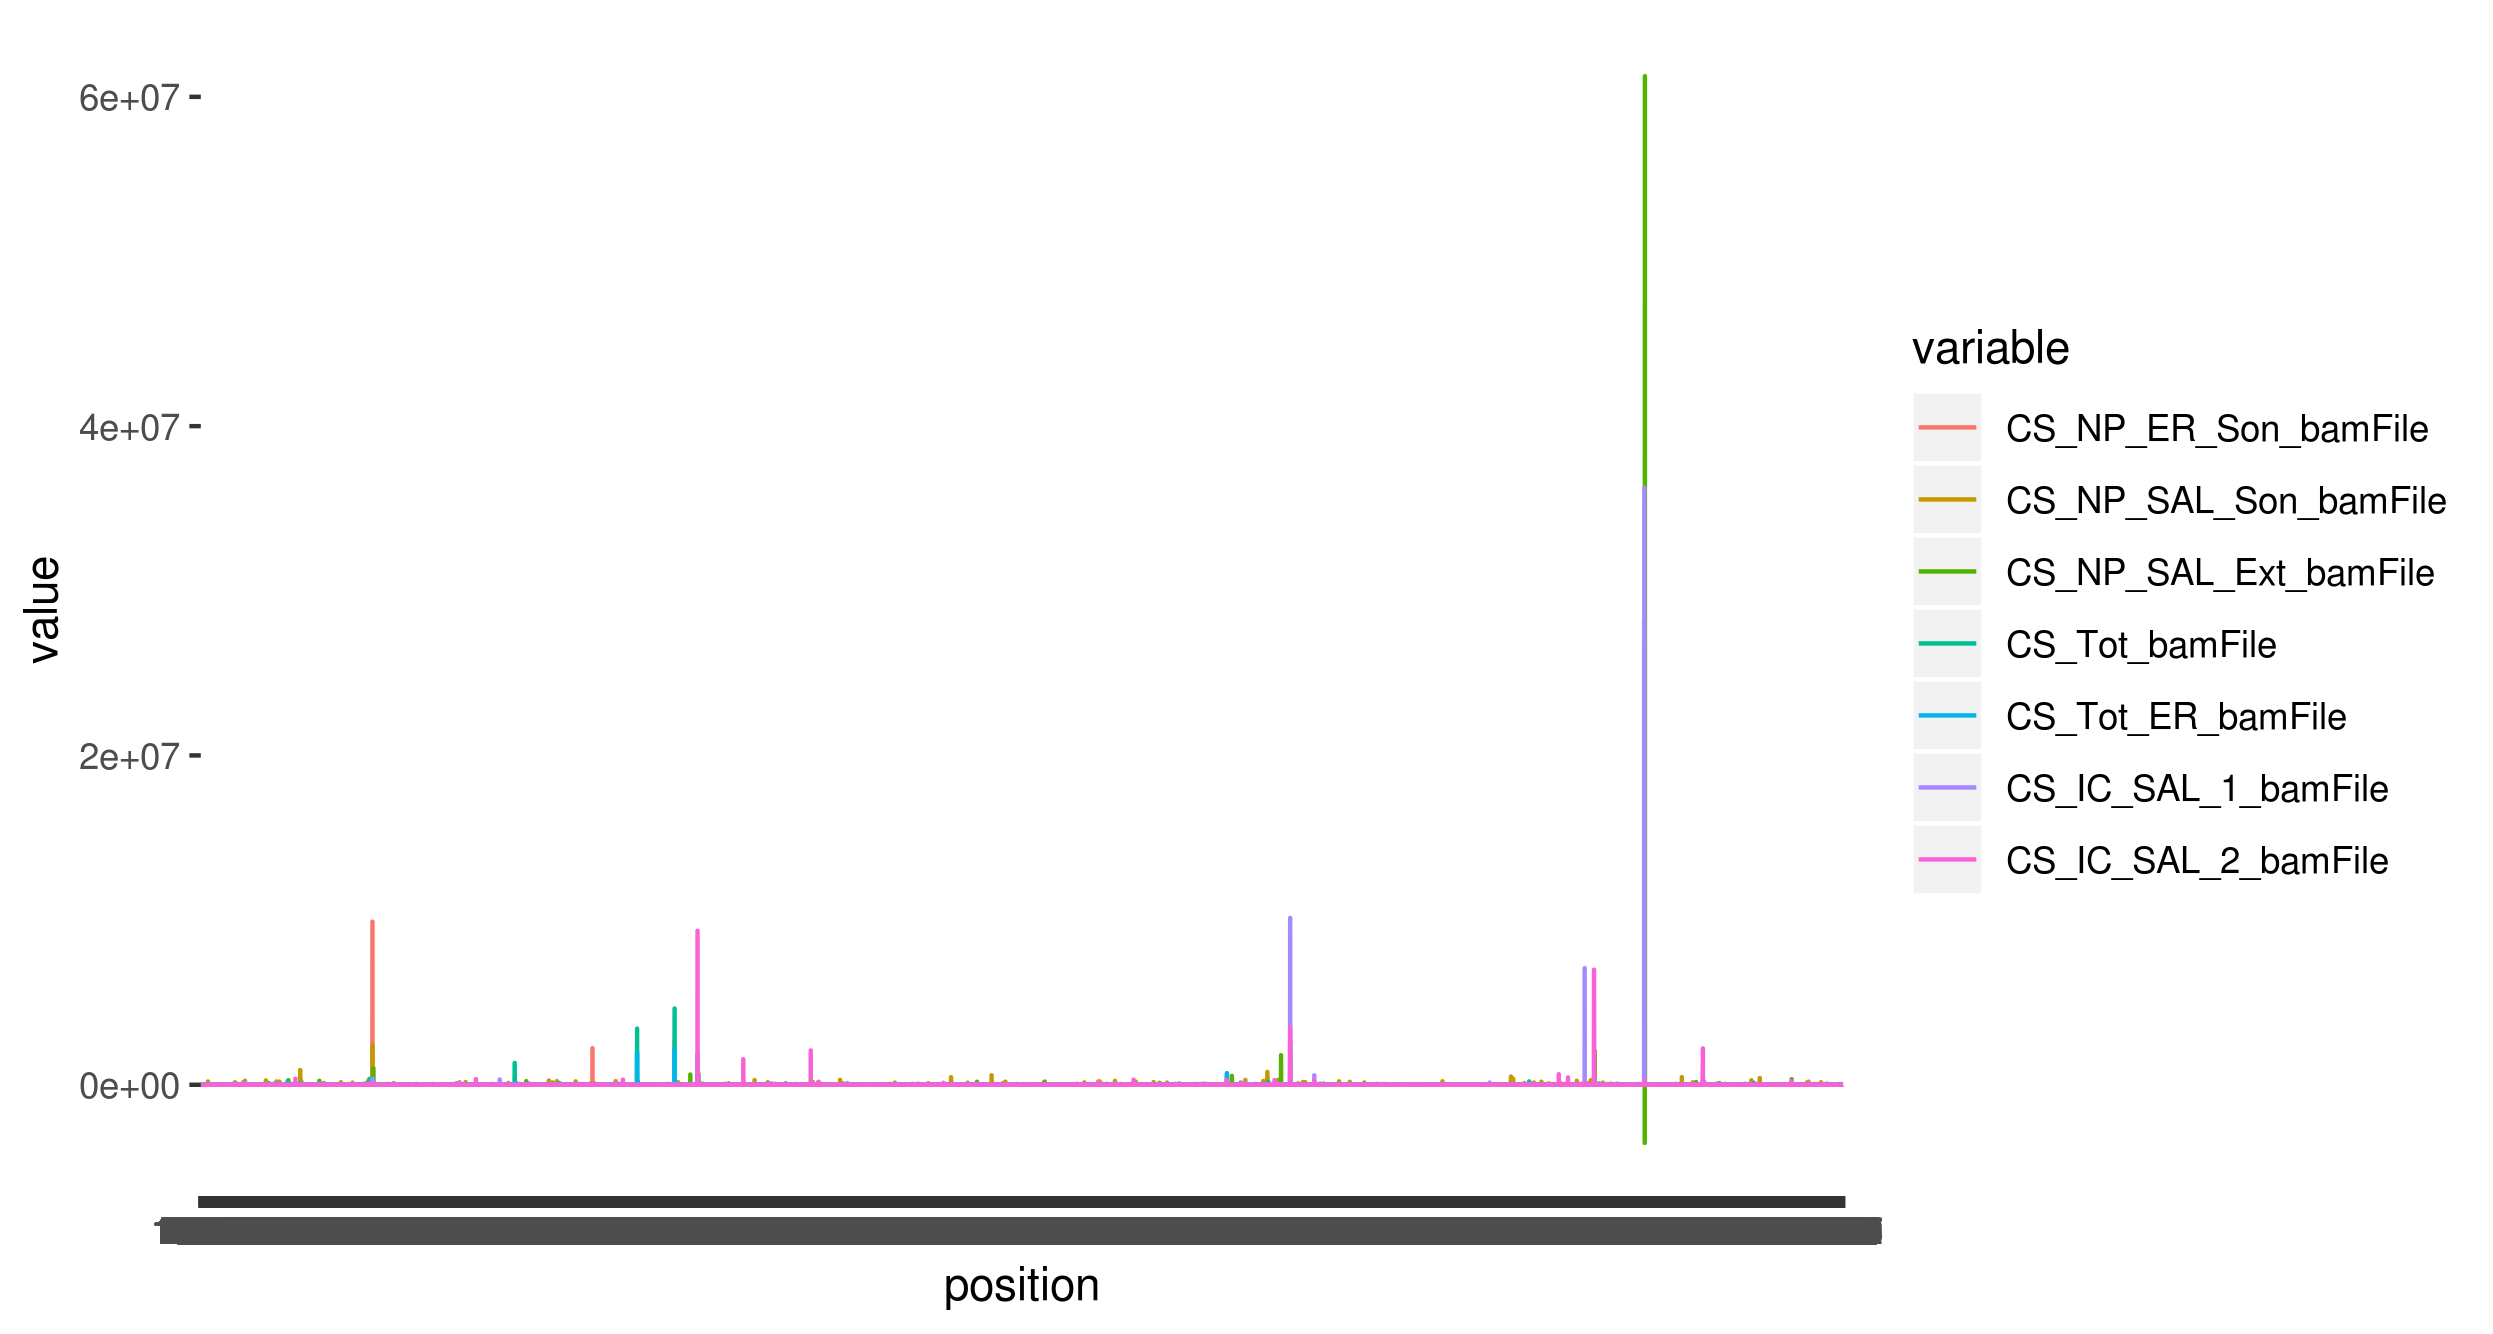 6e+07
4e+07
2e+07
0e+00
value
position
variable
CS_NP_ER_Son_bamFile
CS_NP_SAL_Son_bamFile
CS_NP_SAL_Ext_bamFile
CS_Tot_bamFile
CS_Tot_ER_bamFile
CS_IC_SAL_1_bamFile
CS_IC_SAL_2_bamFile